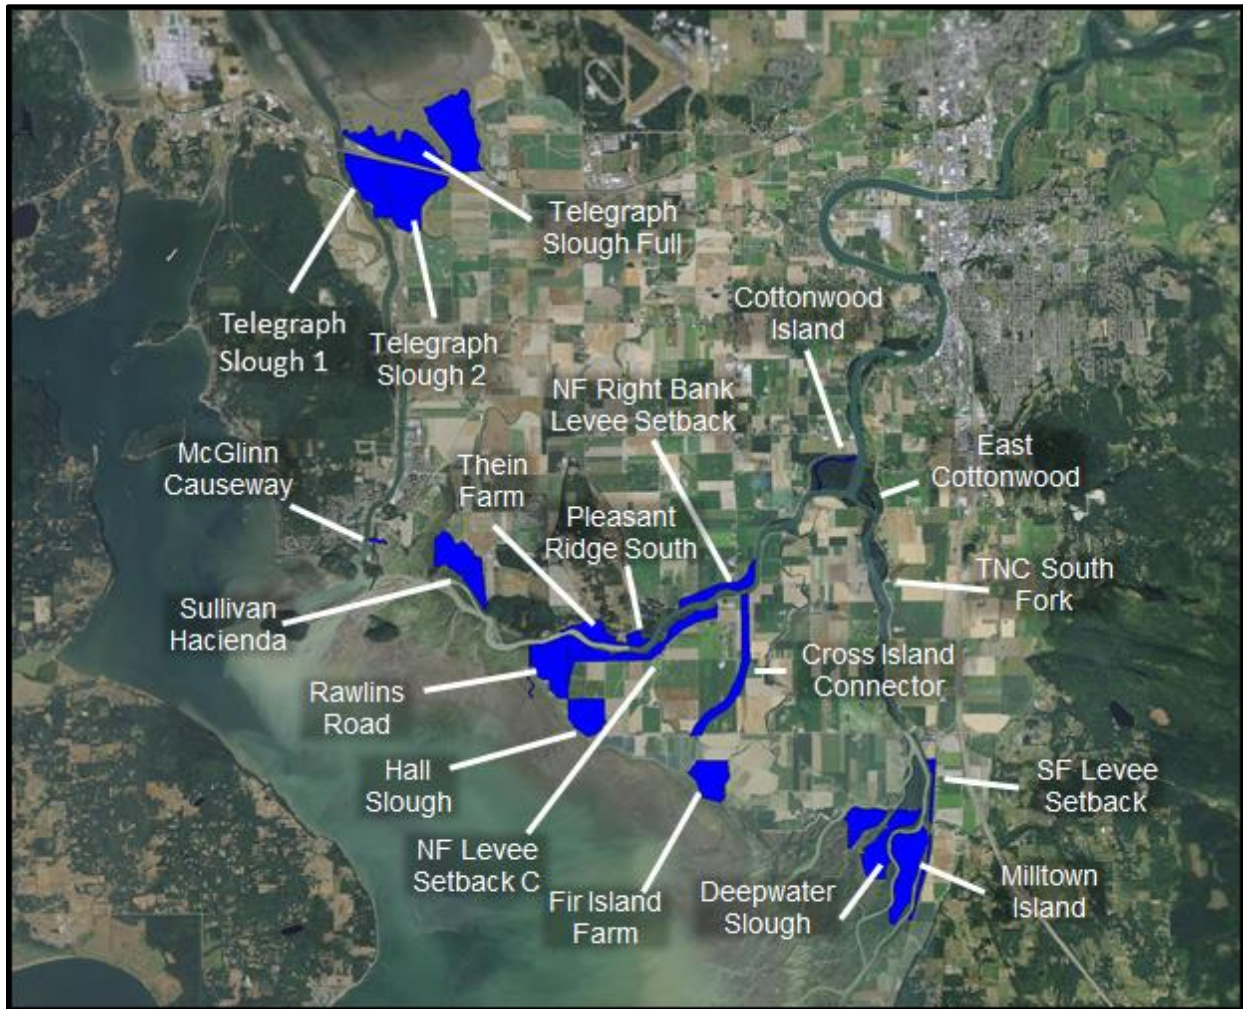 Telegraph
Slough Full
Telegraph
Slough 1
Telegraph
Slough 2
Cottonwood
Island
NF Right Bank
Levee Setback
McGlinn
Causeway
Thein
Farm
East
Cottonwood
Pleasant
Ridge South
TNC South
Fork
Sullivan
Hacienda
Cross Island
Connector
Rawlins
Road
Hall
Slough
SF Levee
Setback
NF Levee
Setback C
Fir Island
Farm
Deepwater
Slough
Milltown
Island